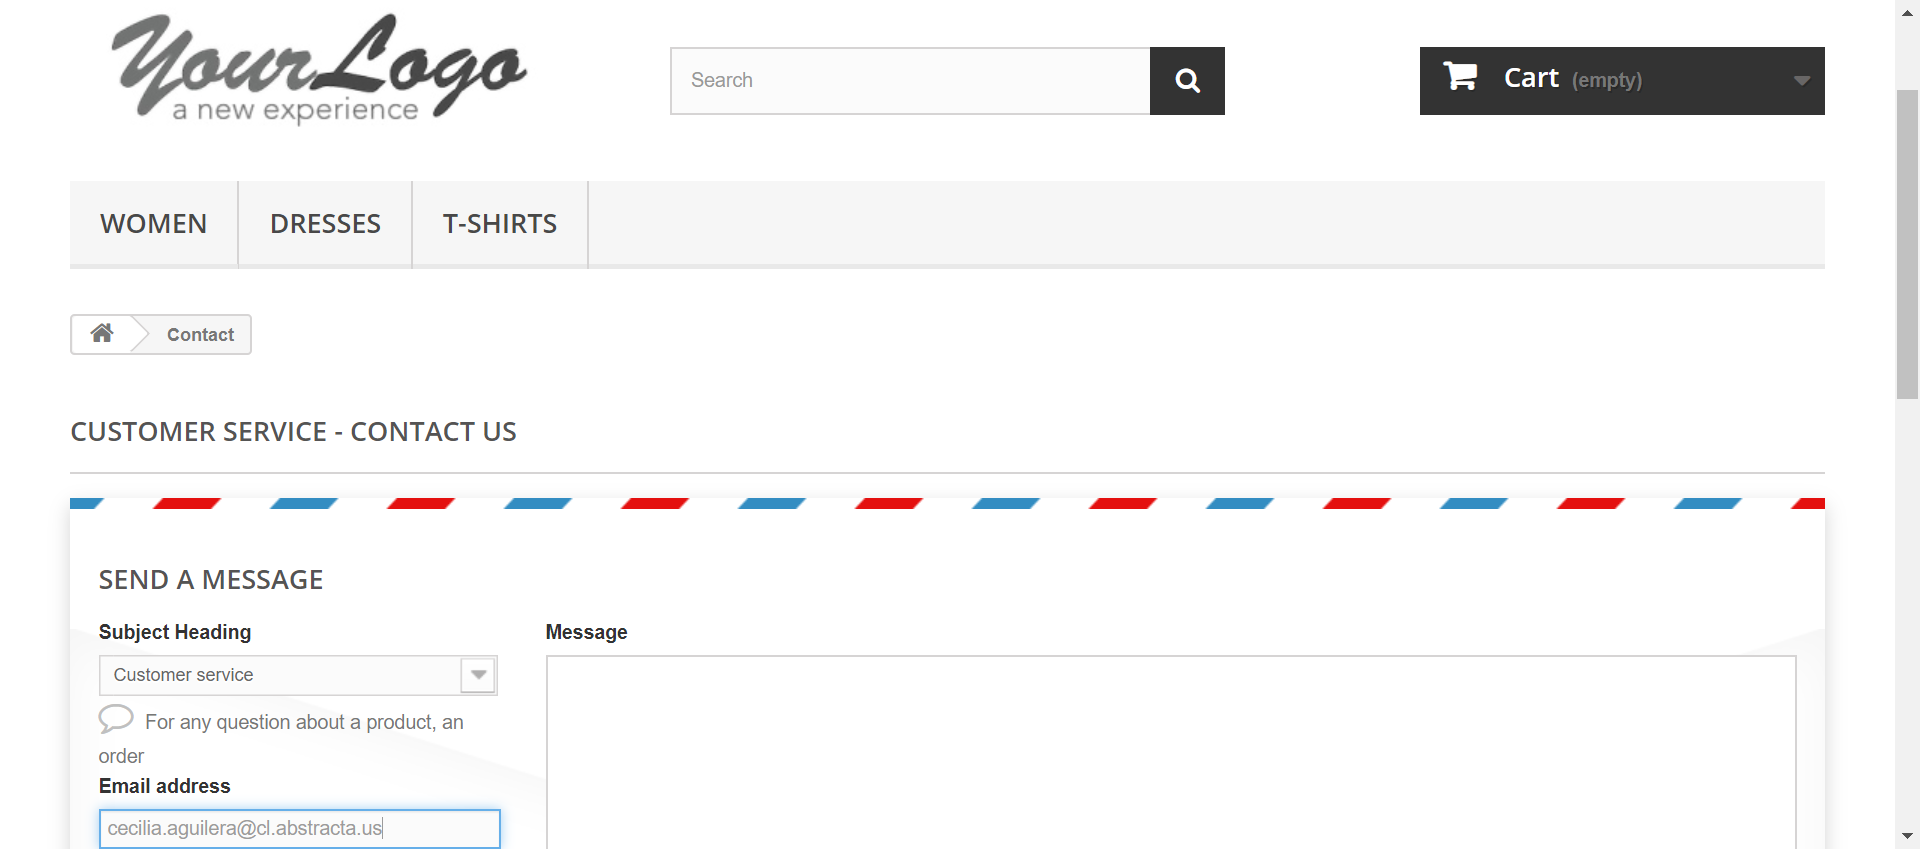 YourLogo
a new experience
Search
Cart (empty)
WOMEN
DRESSES
T-SHIRTS
Contact
CUSTOMER SERVICE - CONTACT US
SEND A MESSAGE
Subject Heading
Customer service
For any question about a product, an
order
Email address
cecilia.aguilera@cl.abstracta.us
Message